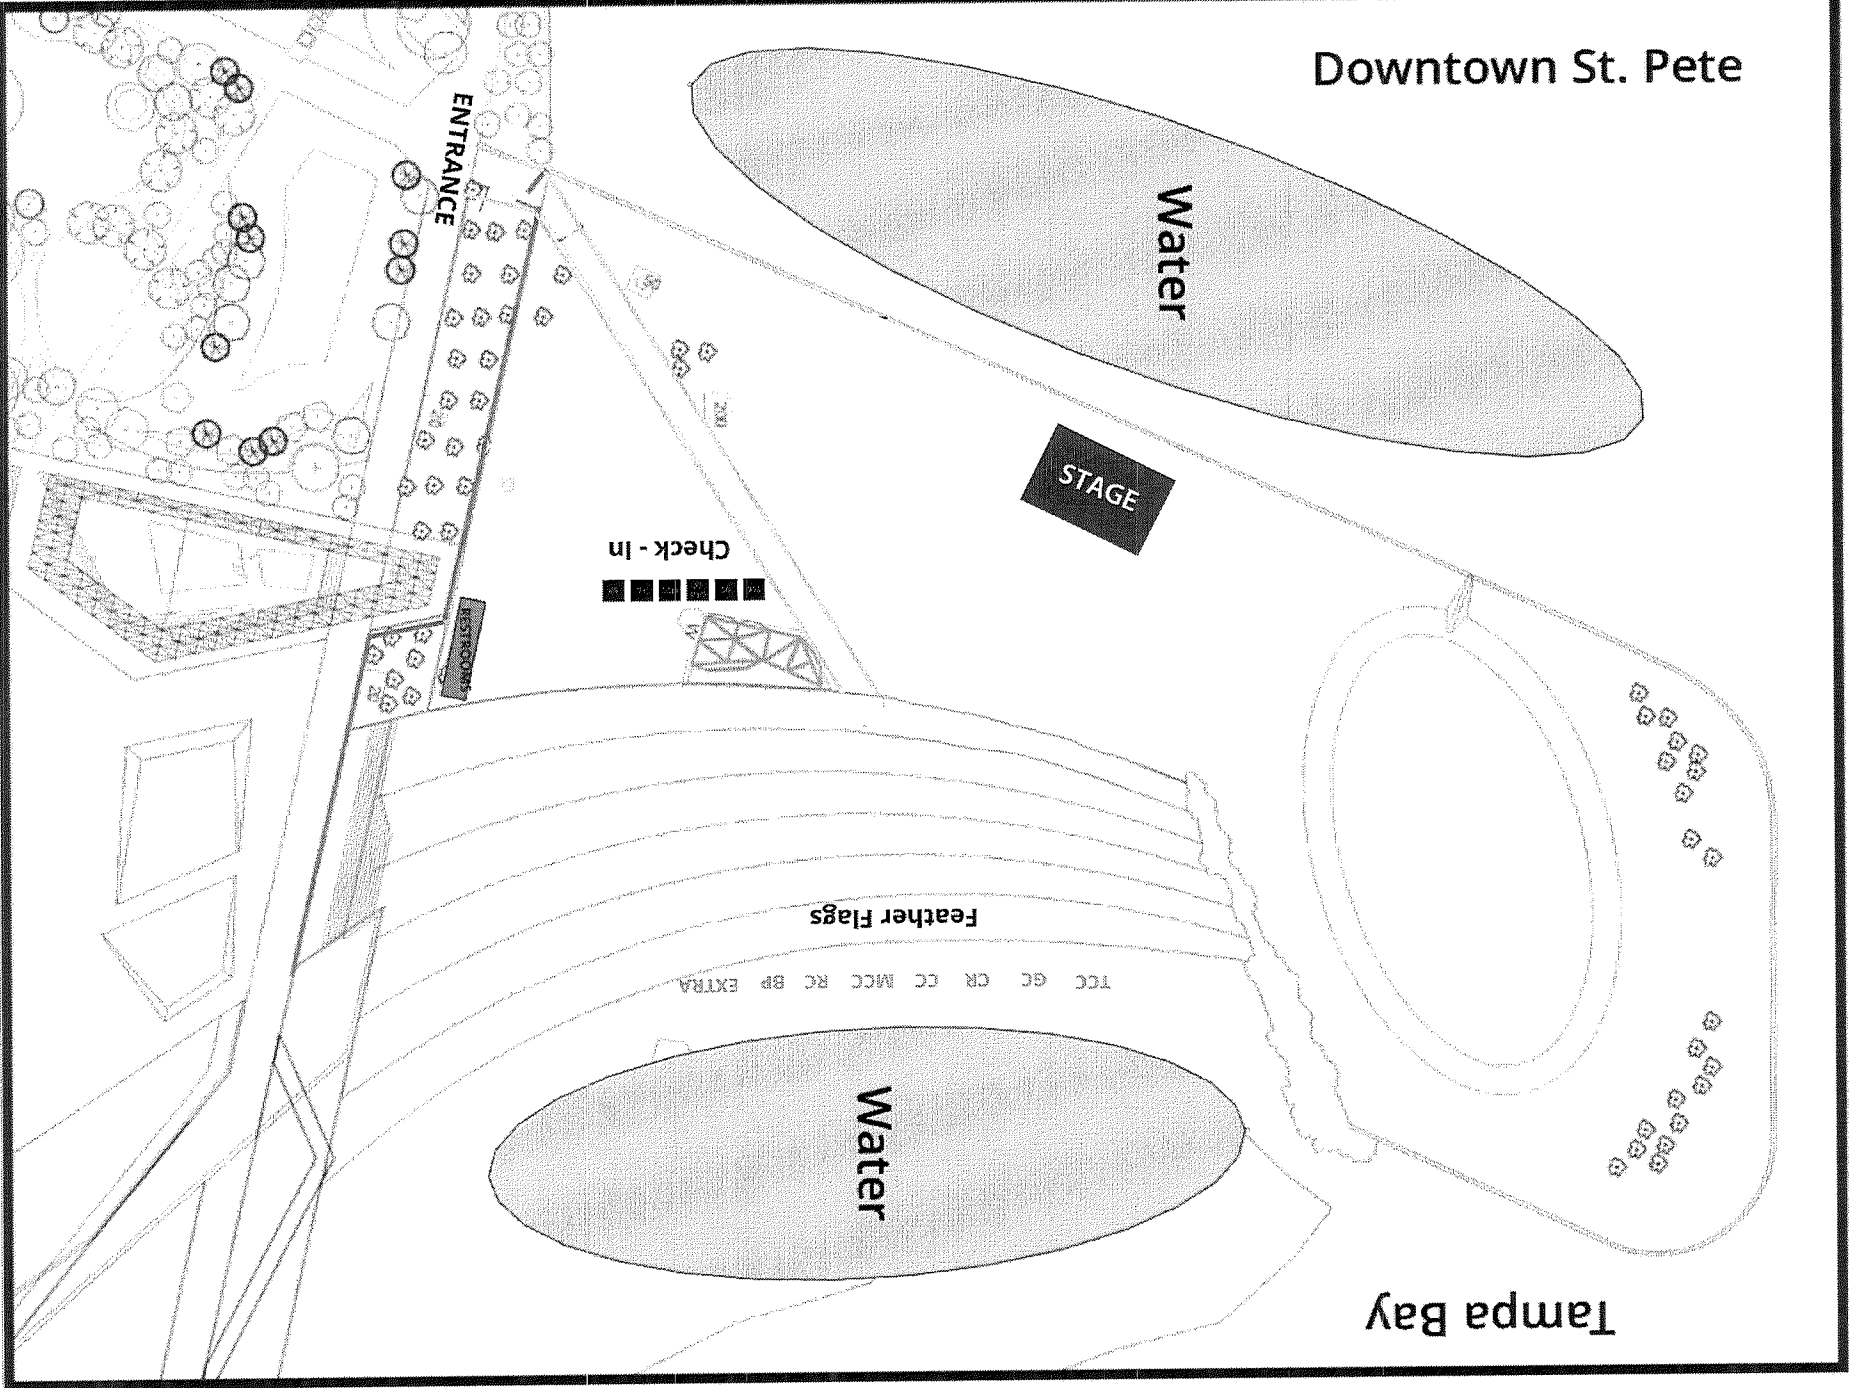 Downtown St. Pete
ENTRANCE
Water
STAGE
Check - In
RESTROOMS
Feather Flags
TCC GC CR CC MCC RC BP EXTRA
Water
Tampa Bay